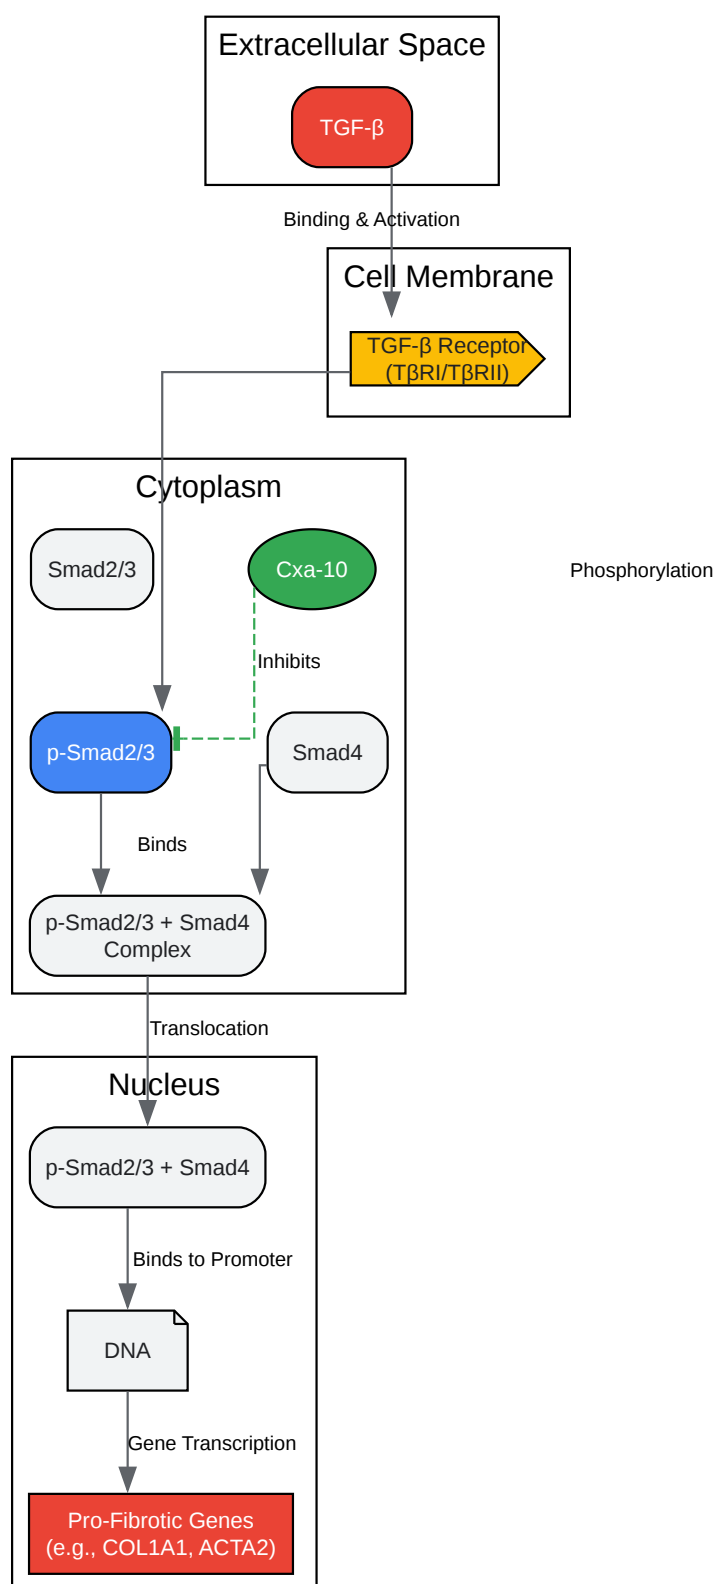 Extracellular Space
TGF-β
Binding & Activation
Cell Membrane
TGF-β Receptor
(TβRI/TβRII)
Cytoplasm
Smad2/3
Cxa-10
Phosphorylation
Inhibits
p-Smad2/3
Smad4
Binds
p-Smad2/3 + Smad4
Complex
Translocation
Nucleus
p-Smad2/3 + Smad4
Binds to Promoter
DNA
Gene Transcription
Pro-Fibrotic Genes
(e.g., COL1A1, ACTA2)